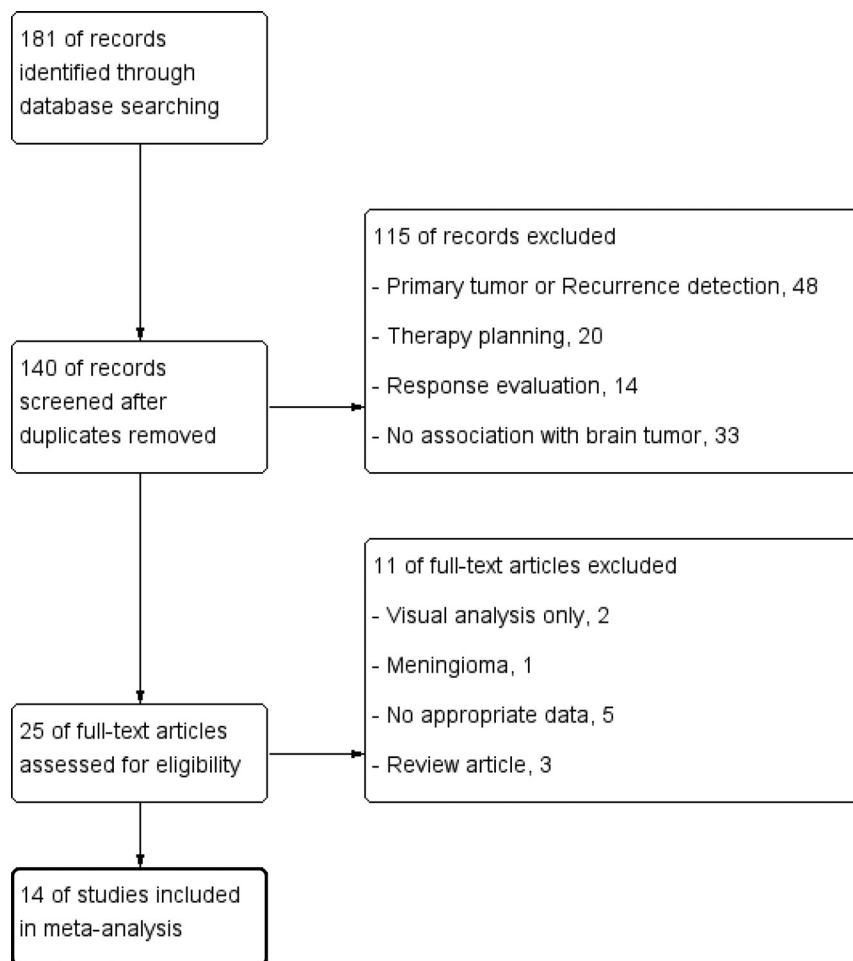 181 of records
identified through
database searching
115 of records excluded
- Primary tumor or Recurrence detection, 48
- Therapy planning, 20
- Response evaluation, 14
- No association with brain tumor, 33
140 of records
screened after
duplicates removed
11 of full-text articles excluded
- Visual analysis only, 2
- Meningioma, 1
- No appropriate data, 5
- Review article, 3
25 of full-text articles
assessed for eligibility
14 of studies included
in meta-analysis